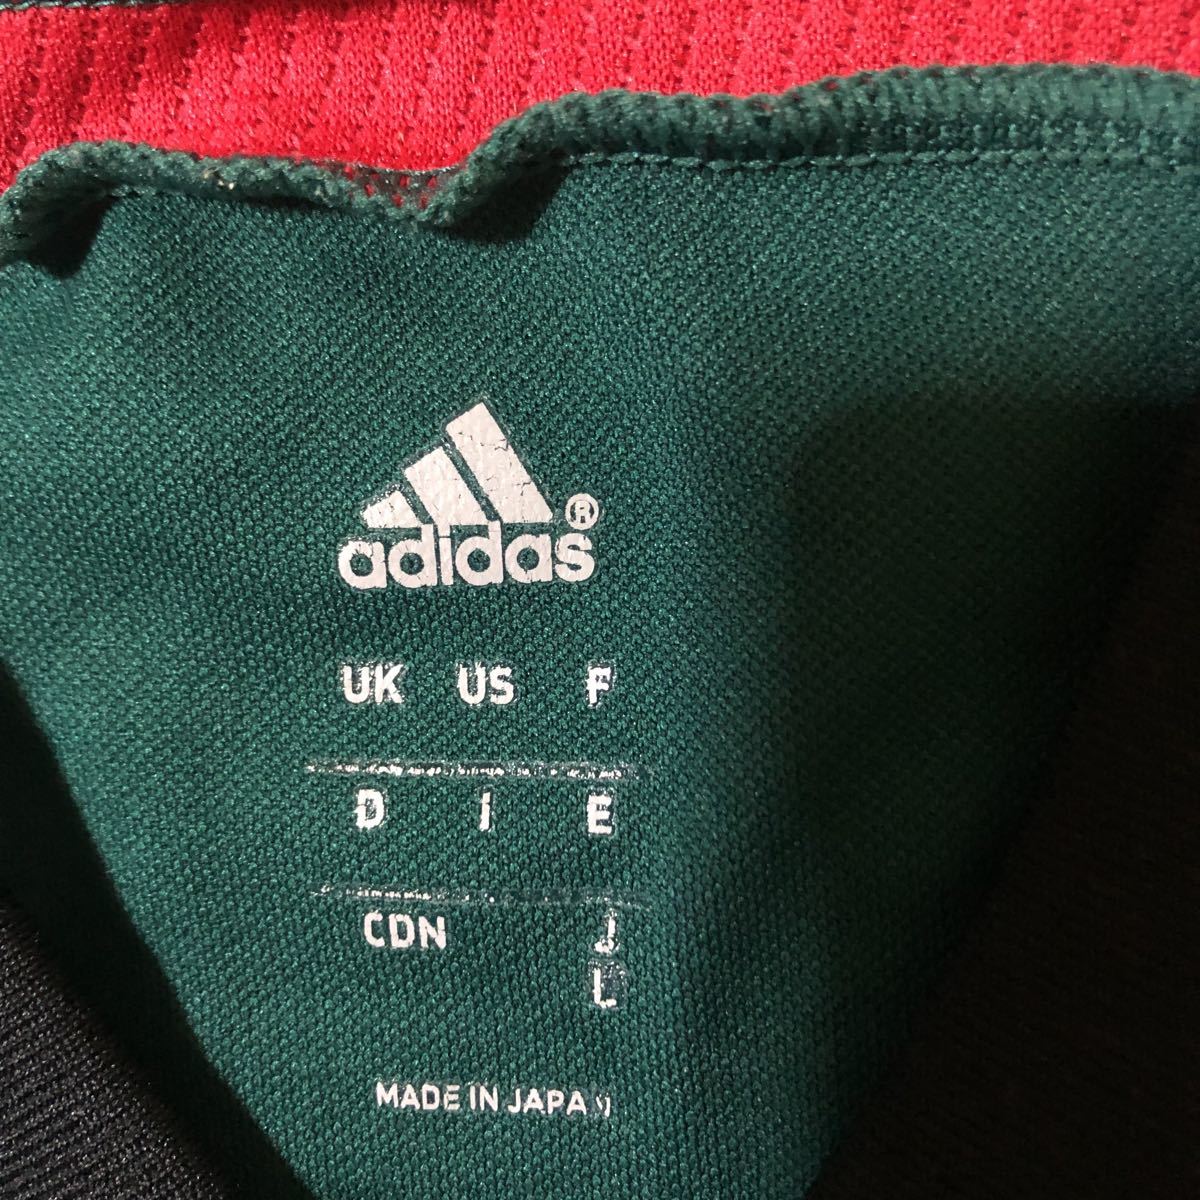 adidas®
UK US F
D I E
CDN J
L
MADE IN JAPAN